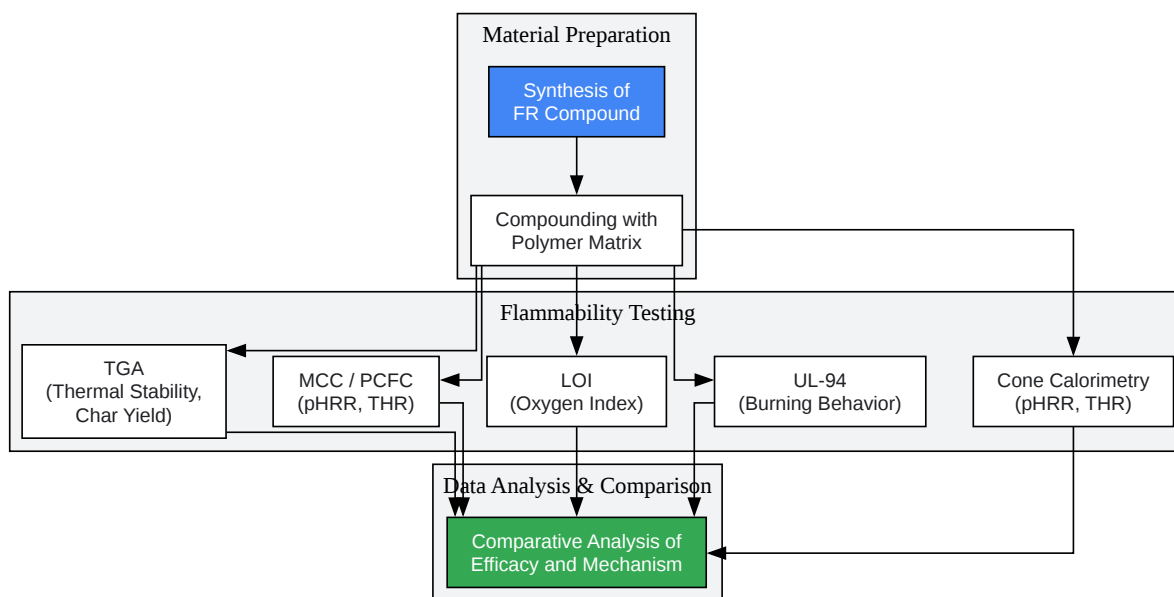 Material Preparation
Synthesis of
FR Compound
Compounding with
Polymer Matrix
Flammability Testing
TGA
(Thermal Stability,
Char Yield)
MCC / PCFC
(pHRR, THR)
LOI
(Oxygen Index)
UL-94
(Burning Behavior)
Cone Calorimetry
(pHRR, THR)
Data Analysis & Comparison
Comparative Analysis of
Efficacy and Mechanism